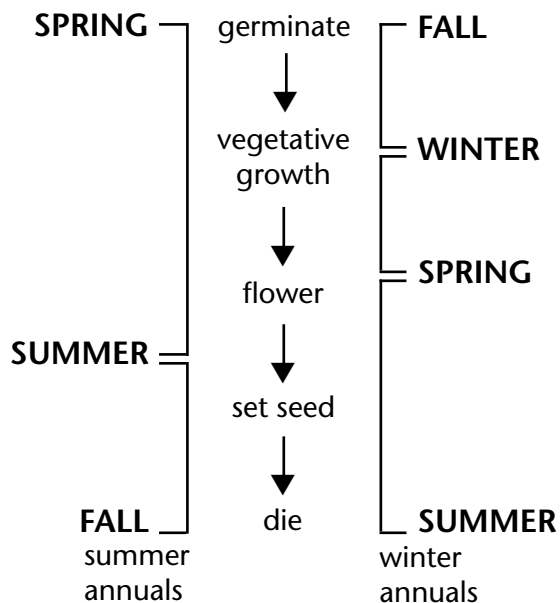 SPRING germinate FALL
vegetative
growth
WINTER
flower
SPRING
SUMMER
set seed
FALL die SUMMER
summer
annuals
winter
annuals